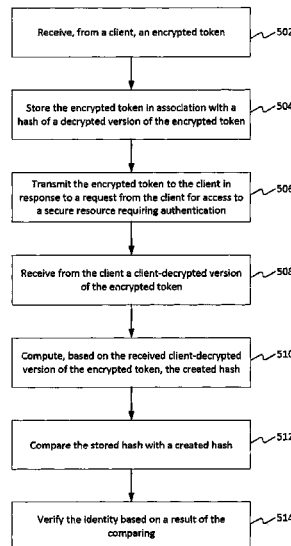 Receive, from a client, an encrypted token
502
Store the encrypted token in association with a
hash of a decrypted version of the encrypted token
504
Transmit the encrypted token to the client in
response to a request from the client for access to
a secure resource requiring authentication
506
Receive from the client a client-decrypted version
of the encrypted token
508
Compute, based on the received client-decrypted
version of the encrypted token, the created hash
510
Compare the stored hash with a created hash
512
Verify the identity based on a result of the
comparing
514